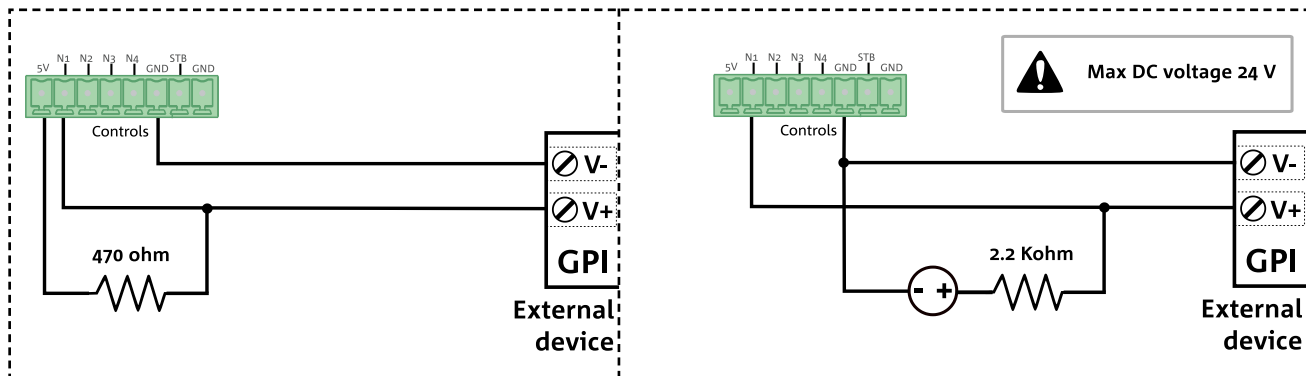 5V N1 N2 N3 N4 GND STB GND
Controls
V-
V+
470 ohm
GPI
External
device
5V N1 N2 N3 N4 GND STB GND
Max DC voltage 24 V
Controls
V-
V+
2.2 Kohm
GPI
- +
External
device